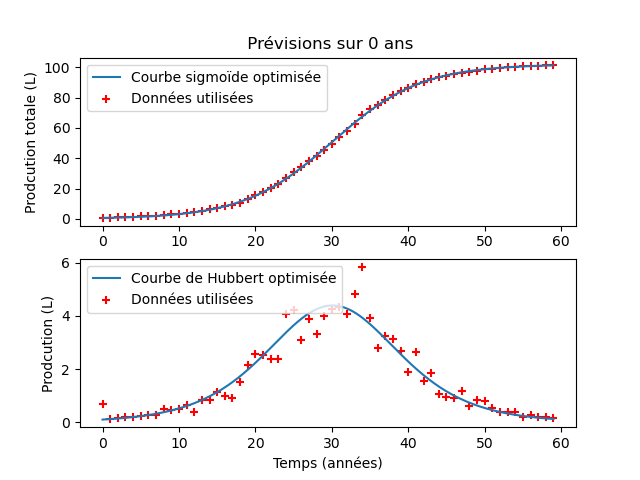 Prévisions sur 0 ans
Prodcution totale (L)
100
80
60
40
20
0
Courbe sigmoïde optimisée
Données utilisées
0 10 20 30 40 50 60
Prodcution (L)
6
4
2
0
Courbe de Hubbert optimisée
Données utilisées
0 10 20 30 40 50 60
Temps (années)